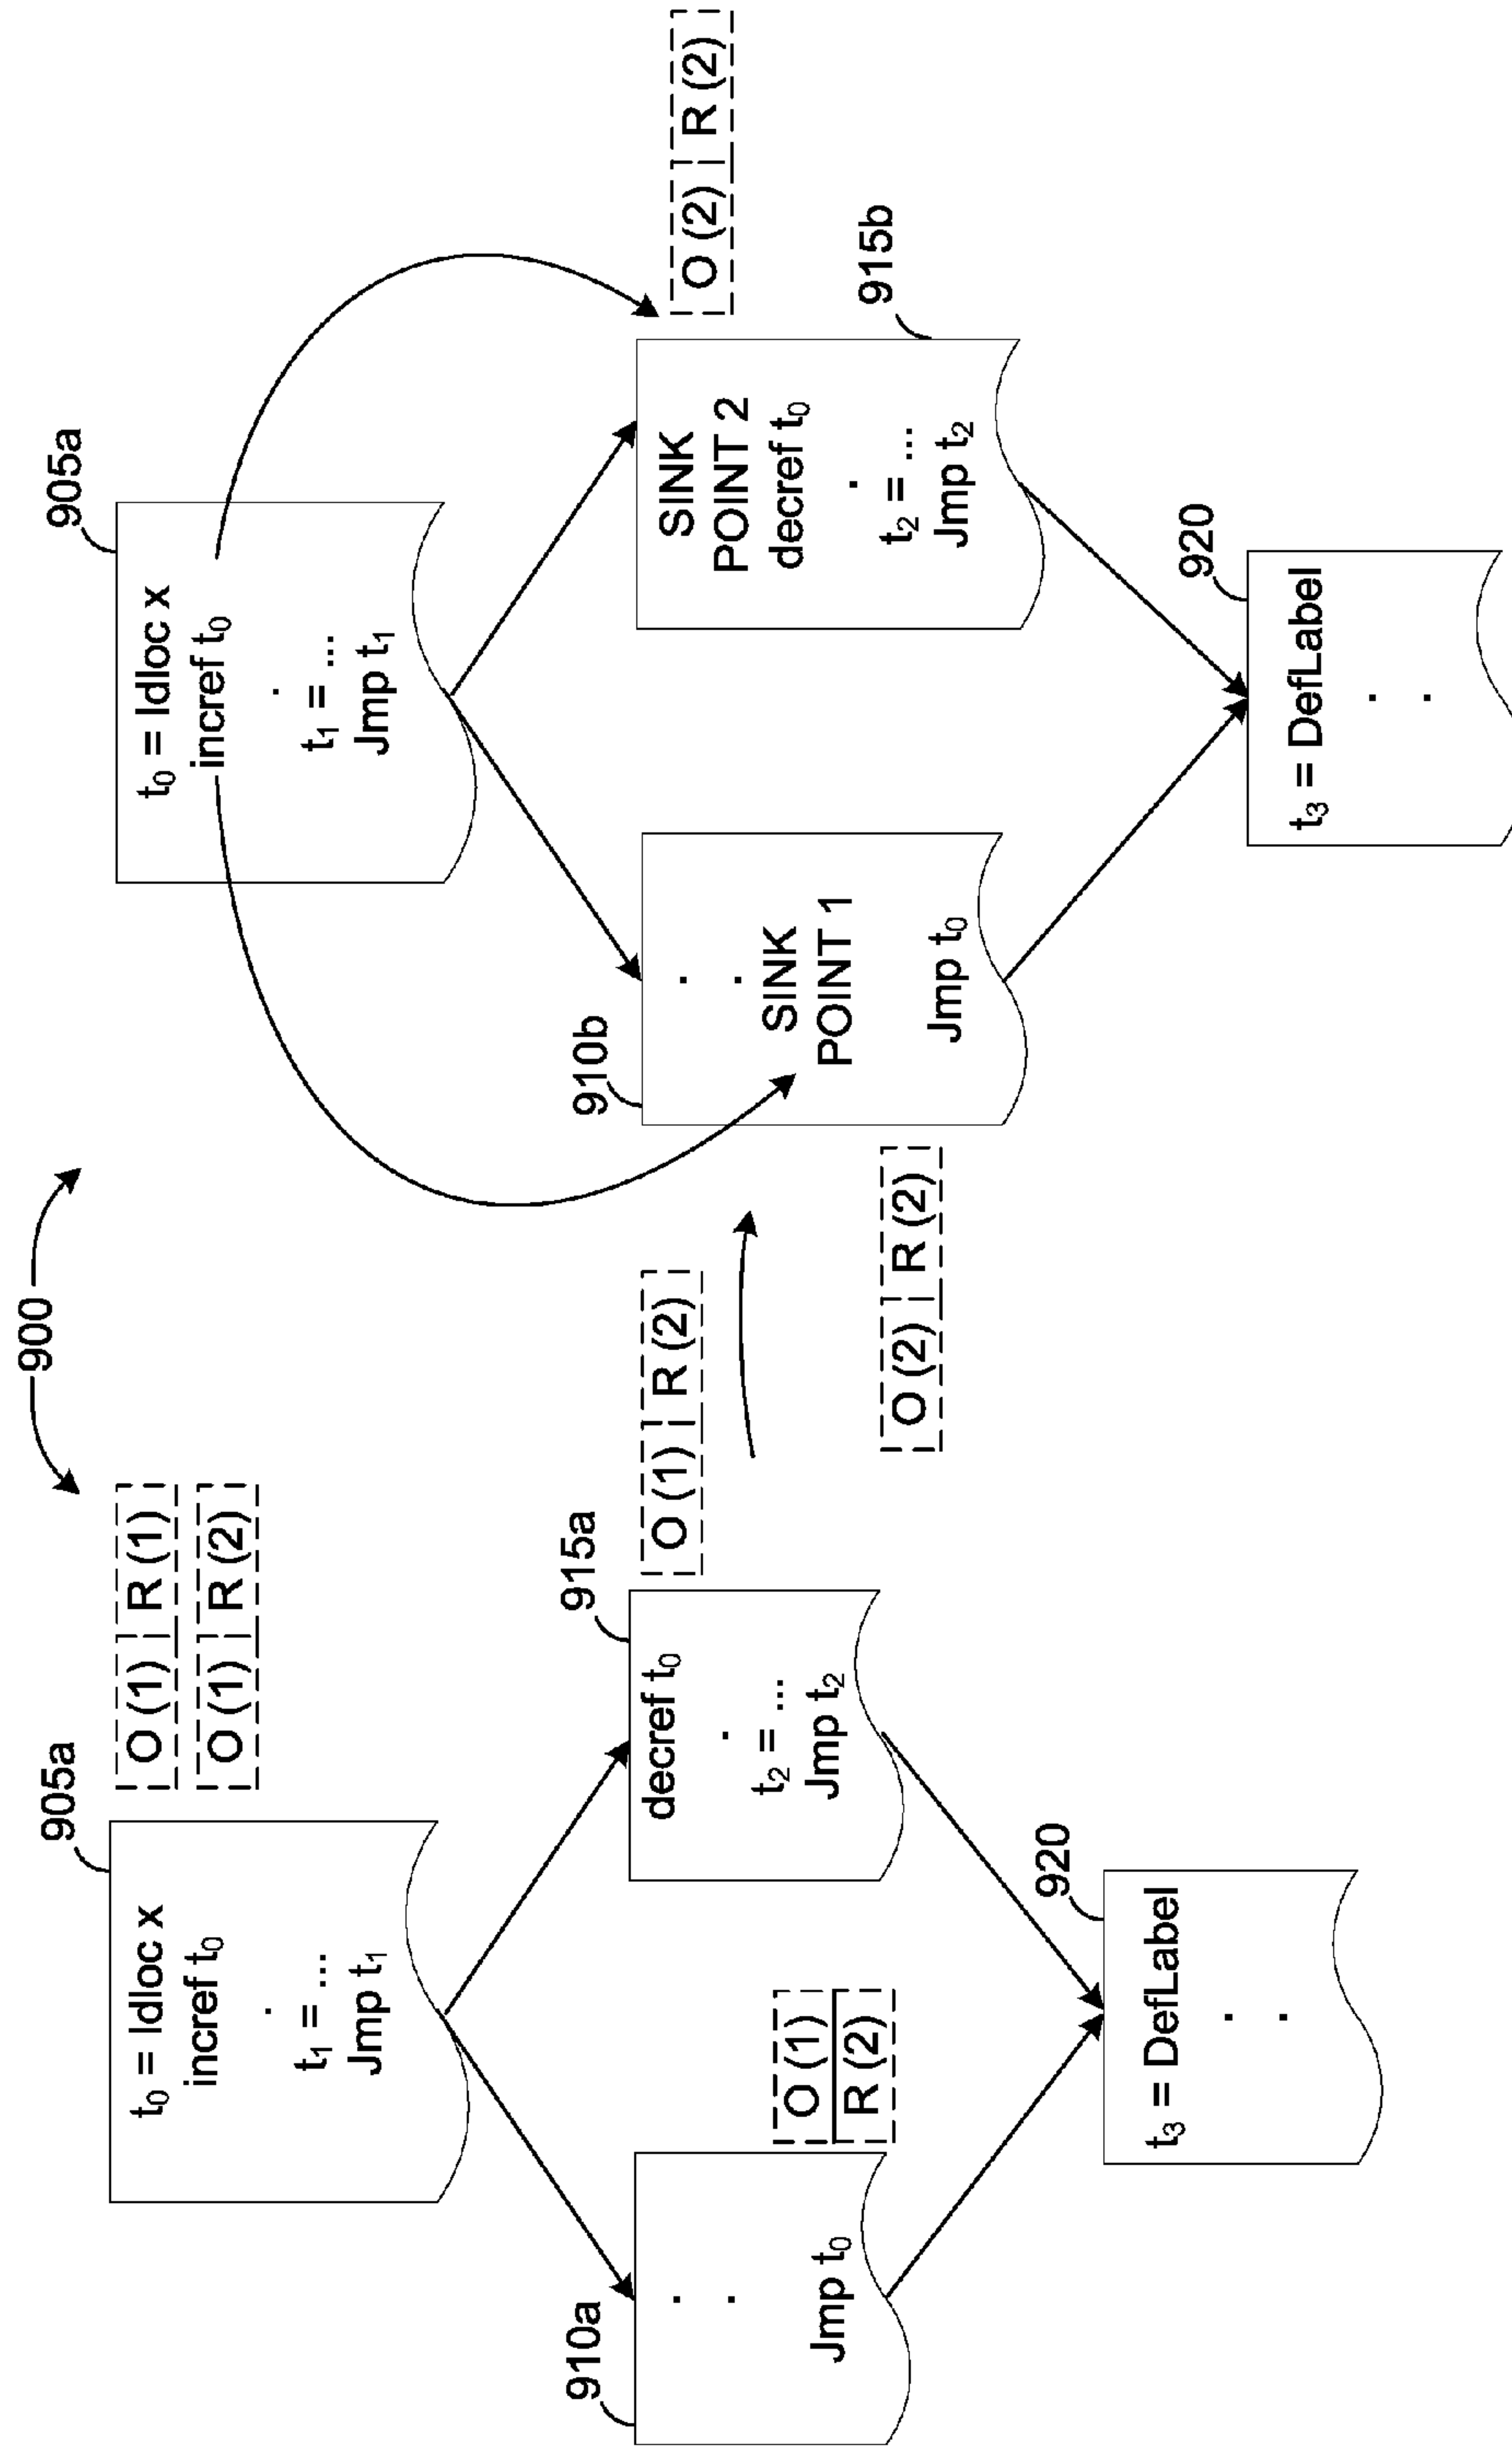 900
905a
t₀ = ldloc x
incref t₀
.
t₁ = ...
Jmp t₁
O (1) | R (1)
O (1) | R (2)
910a
.
.
Jmp t₀
O (1)
R (2)
915a
decref t₀
.
t₂ = ...
Jmp t₂
O (1) | R (2)
920
t₃ = DefLabel
.
.
905a
t₀ = ldloc x
incref t₀
.
t₁ = ...
Jmp t₁
910b
.
.
SINK
POINT 1
Jmp t₀
O (2) | R (2)
915b
SINK
POINT 2
decref t₀
.
t₂ = ...
Jmp t₂
O (2) | R (2)
920
t₃ = DefLabel
.
.